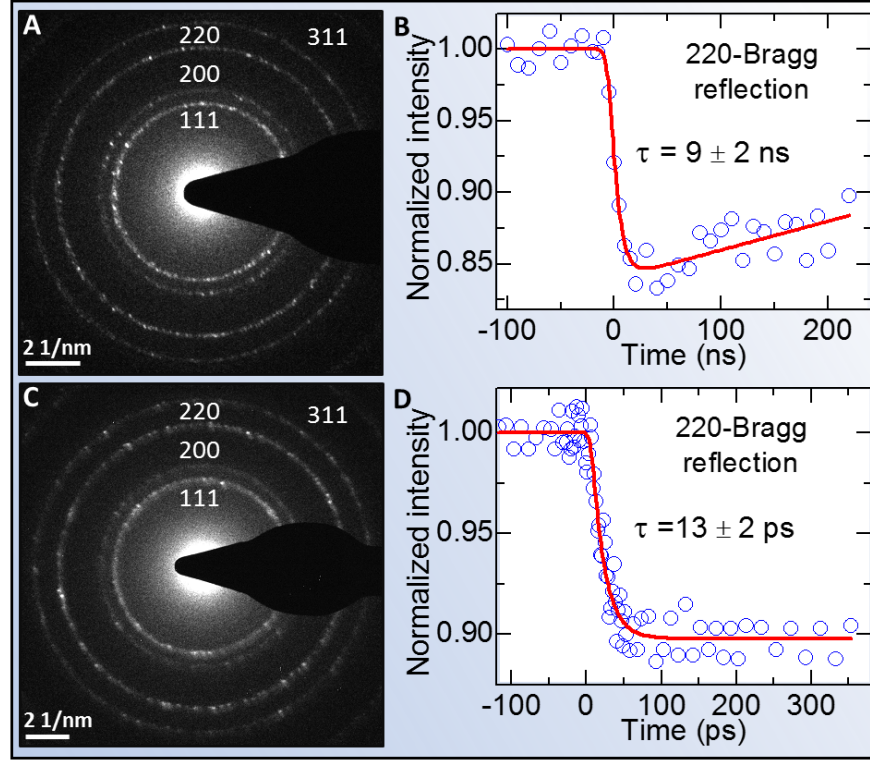 A
220
311
200
111
2 1/nm
B
220-Bragg
reflection
τ = 9 ± 2 ns
Normalized intensity
1.00
0.95
0.90
0.85
-100
0
100
200
Time (ns)
C
220
311
200
111
2 1/nm
D
220-Bragg
reflection
τ =13 ± 2 ps
Normalized intensity
1.00
0.95
0.90
-100
0
100
200
300
Time (ps)